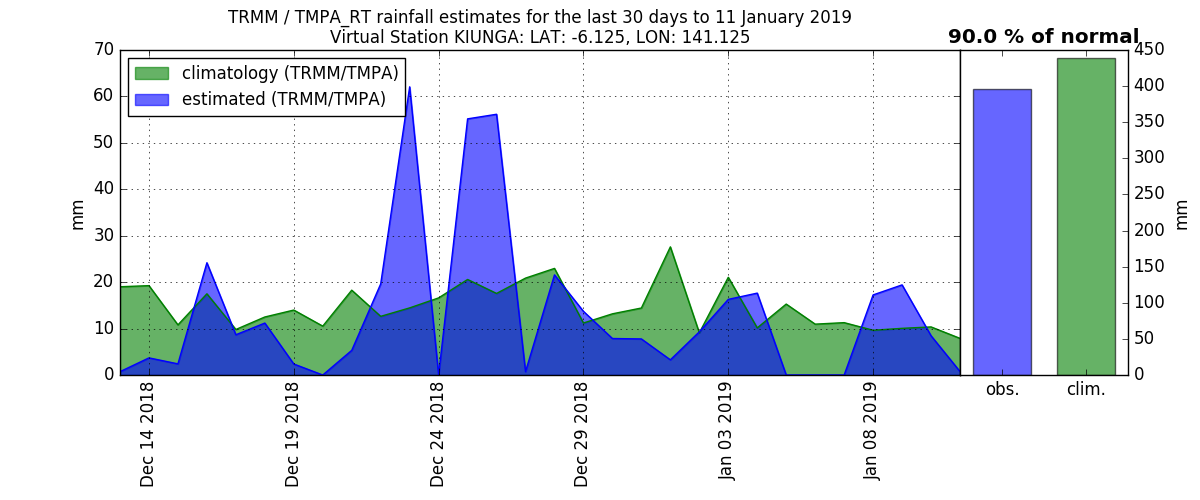 TRMM / TMPA_RT rainfall estimates for the last 30 days to 11 January 2019
Virtual Station KIUNGA: LAT: -6.125, LON: 141.125
90.0 % of normal
climatology (TRMM/TMPA)
estimated (TRMM/TMPA)
70
60
50
40
30
20
10
0
mm
Dec 14 2018
Dec 19 2018
Dec 24 2018
Dec 29 2018
Jan 03 2019
Jan 08 2019
450
400
350
300
250
200
150
100
50
0
mm
obs.
clim.